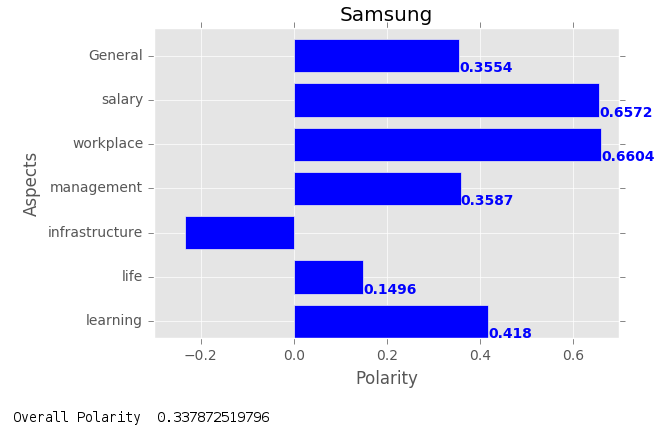 Samsung
General
0.3554
salary
0.6572
workplace
0.6604
management
0.3587
infrastructure
life
0.1496
learning
0.418
Aspects
−0.2 0.0 0.2 0.4 0.6
Polarity
Overall Polarity 0.337872519796